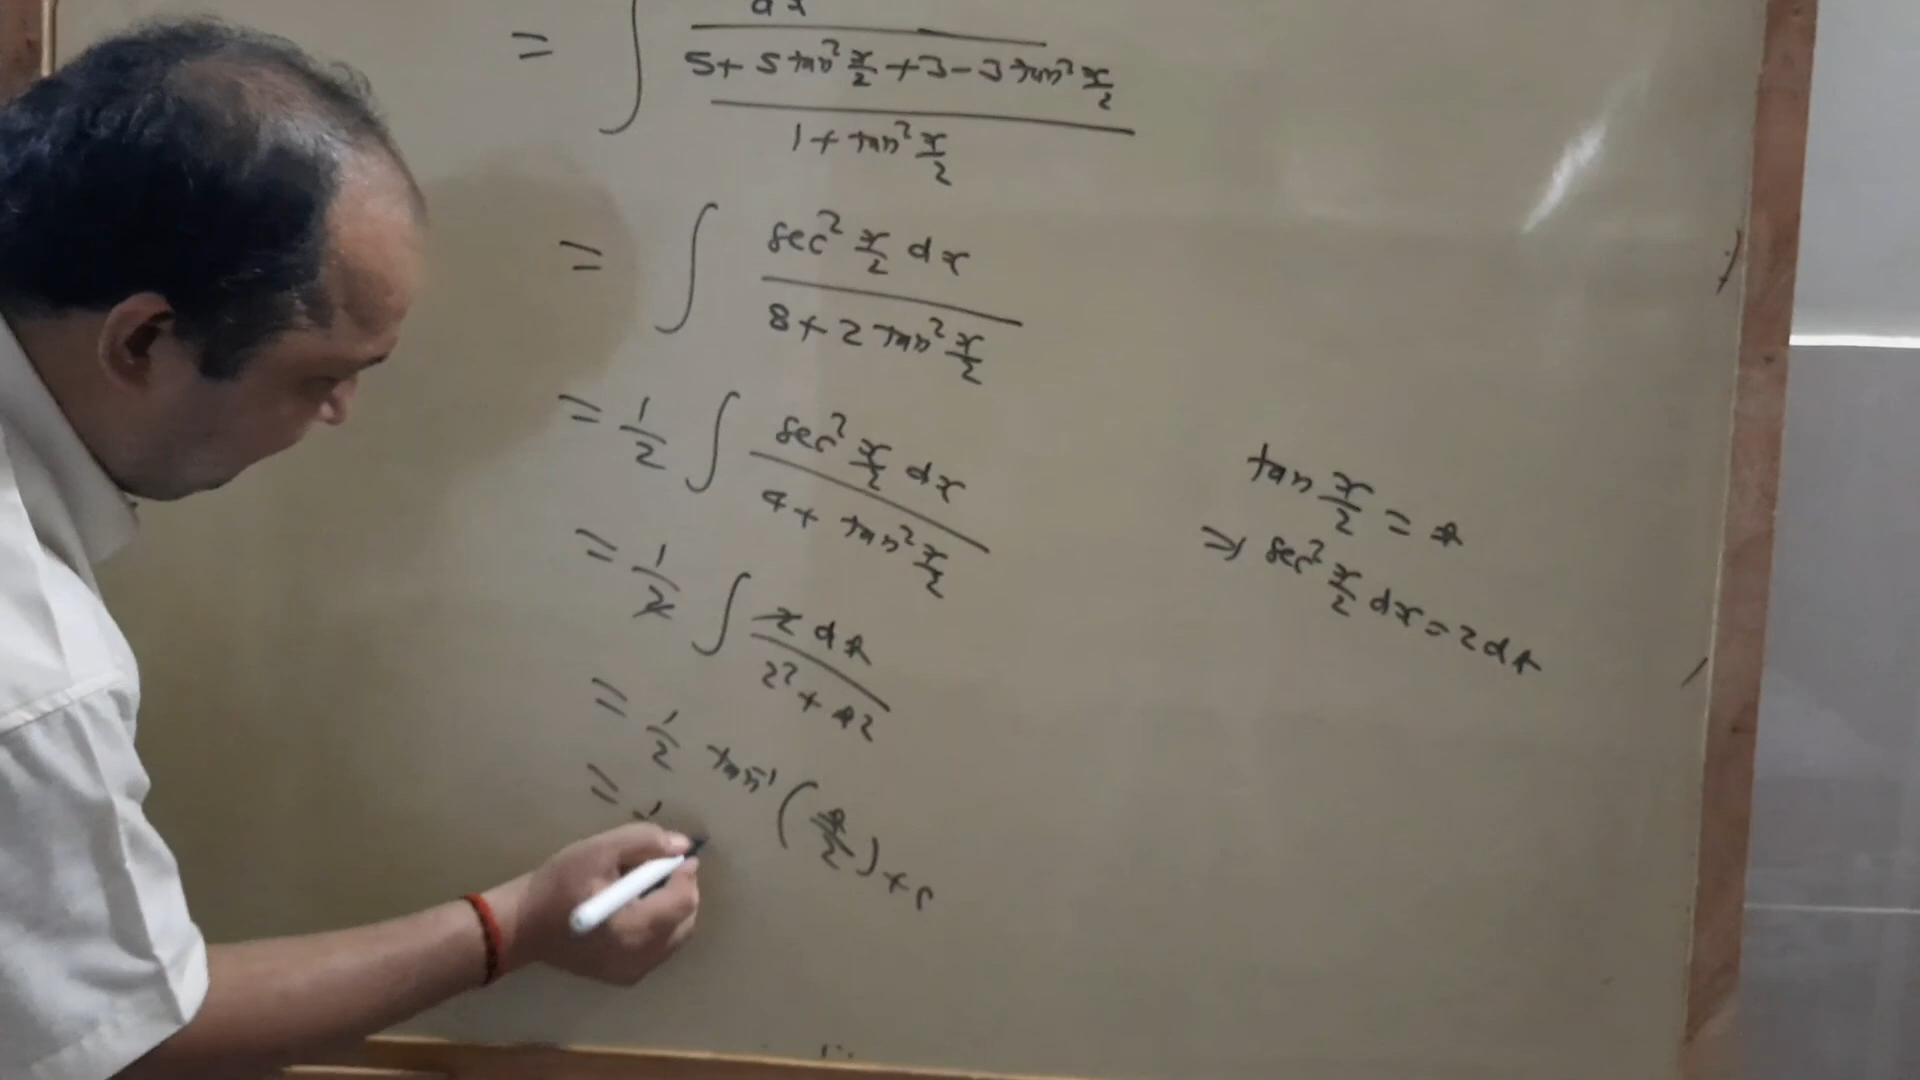 = ∫ dx / ((5 + 5 tan² x/2 + 3 - 3 tan² x/2) / (1 + tan² x/2))
= ∫ sec² x/2 dx / (8 + 2 tan² x/2)
= 1/2 ∫ sec² x/2 dx / (4 + tan² x/2)
= 1/2 ∫ 2 dt / (2² + t²)
= 1/2 tan⁻¹ (t/2) + c
= 1
tan x/2 = t
⇒ sec² x/2 dx = 2dt